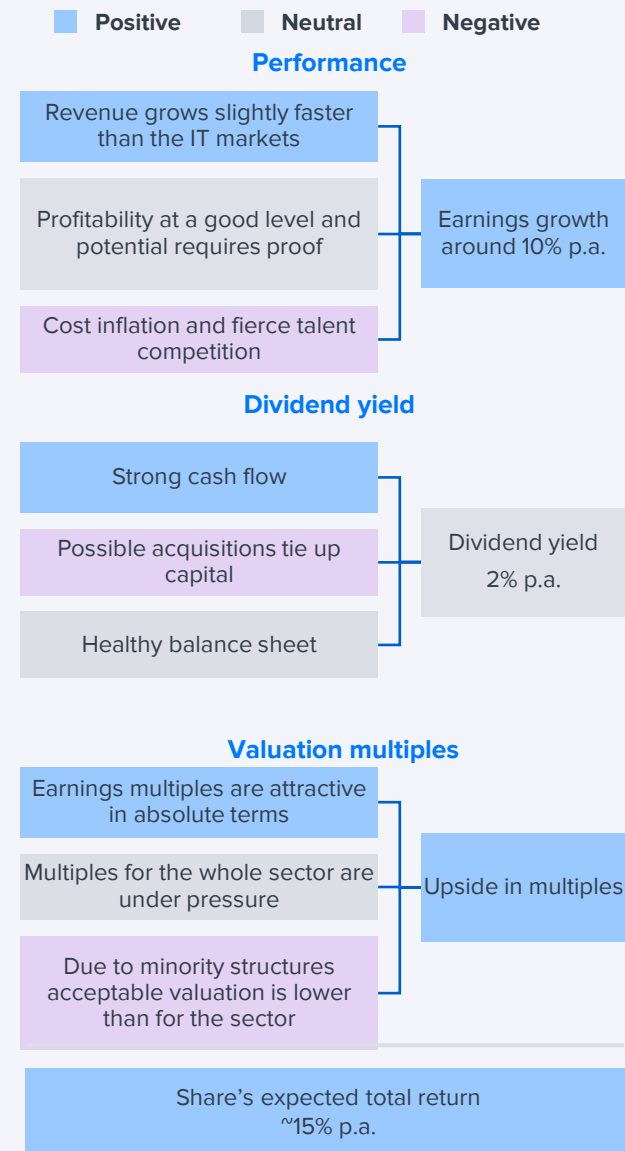 Positive Neutral Negative
Performance
Revenue grows slightly faster
than the IT markets
Profitability at a good level and
potential requires proof
Cost inflation and fierce talent
competition
Earnings growth
around 10% p.a.
Dividend yield
Strong cash flow
Possible acquisitions tie up
capital
Healthy balance sheet
Dividend yield
2% p.a.
Valuation multiples
Earnings multiples are attractive
in absolute terms
Multiples for the whole sector are
under pressure
Due to minority structures
acceptable valuation is lower
than for the sector
Upside in multiples
Share’s expected total return
~15% p.a.